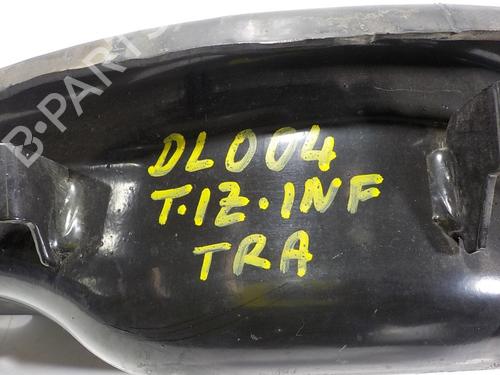 B-PARTS
DL004
T.IZ.INF
TRA